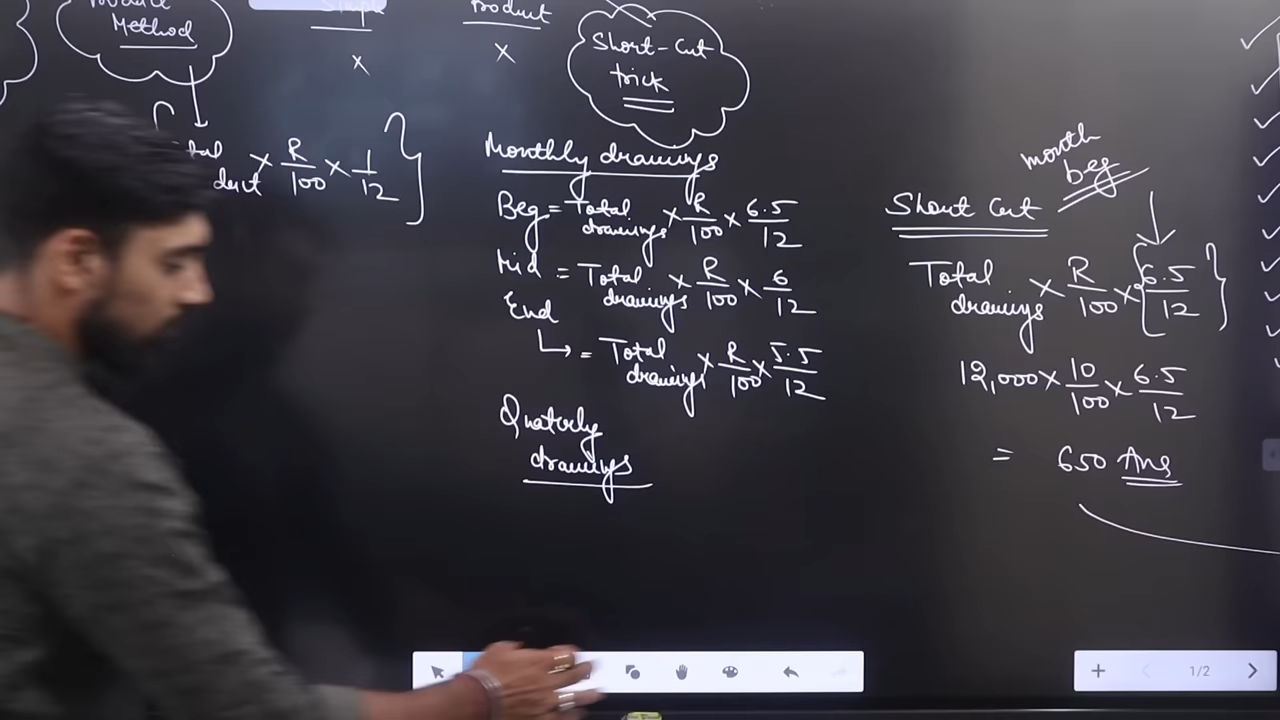 Method
Simple
Product
×
×
Short-Cut
trick
× R/100 × 1/12
Monthly drawings
Beg = Total drawings × R/100 × 6.5/12
Mid = Total drawings × R/100 × 6/12
End
↳ = Total drawings × R/100 × 5.5/12
Quaterly
drawings
month
beg
Short Cut
Total drawings × R/100 × { 6.5/12 }
12,000 × 10/100 × 6.5/12
= 650 Ans
1/2